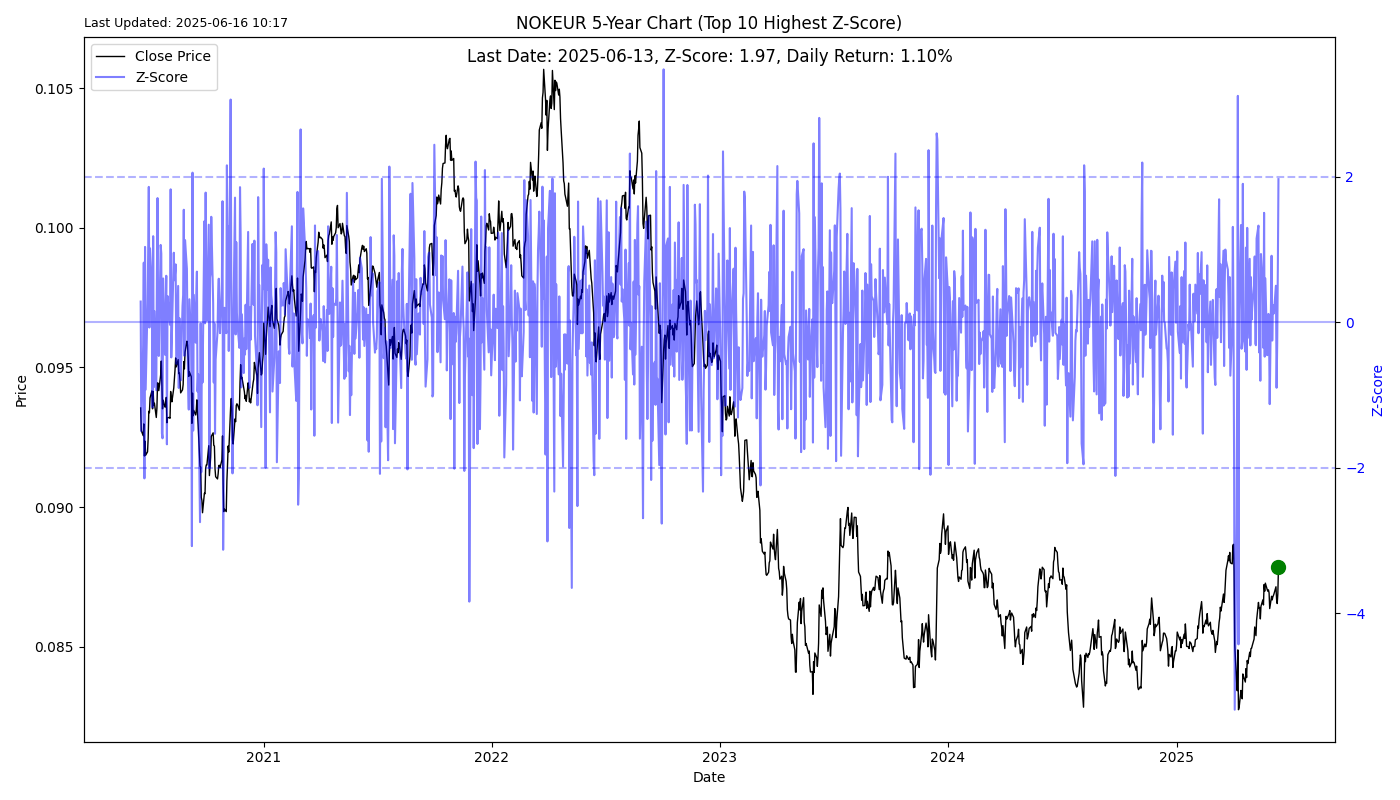 Last Updated: 2025-06-16 10:17
NOKEUR 5-Year Chart (Top 10 Highest Z-Score)
Last Date: 2025-06-13, Z-Score: 1.97, Daily Return: 1.10%
Close Price
Z-Score
0.105
0.100
0.095
0.090
0.085
Price
2
0
−2
−4
Z-Score
2021
2022
2023
2024
2025
Date